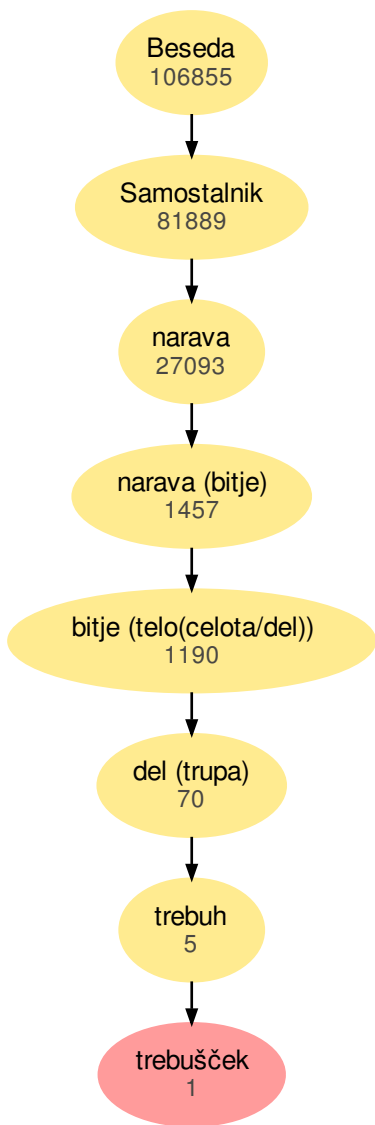 Beseda
106855
Samostalnik
81889
narava
27093
narava (bitje)
1457
bitje (telo(celota/del))
1190
del (trupa)
70
trebuh
5
trebušček
1